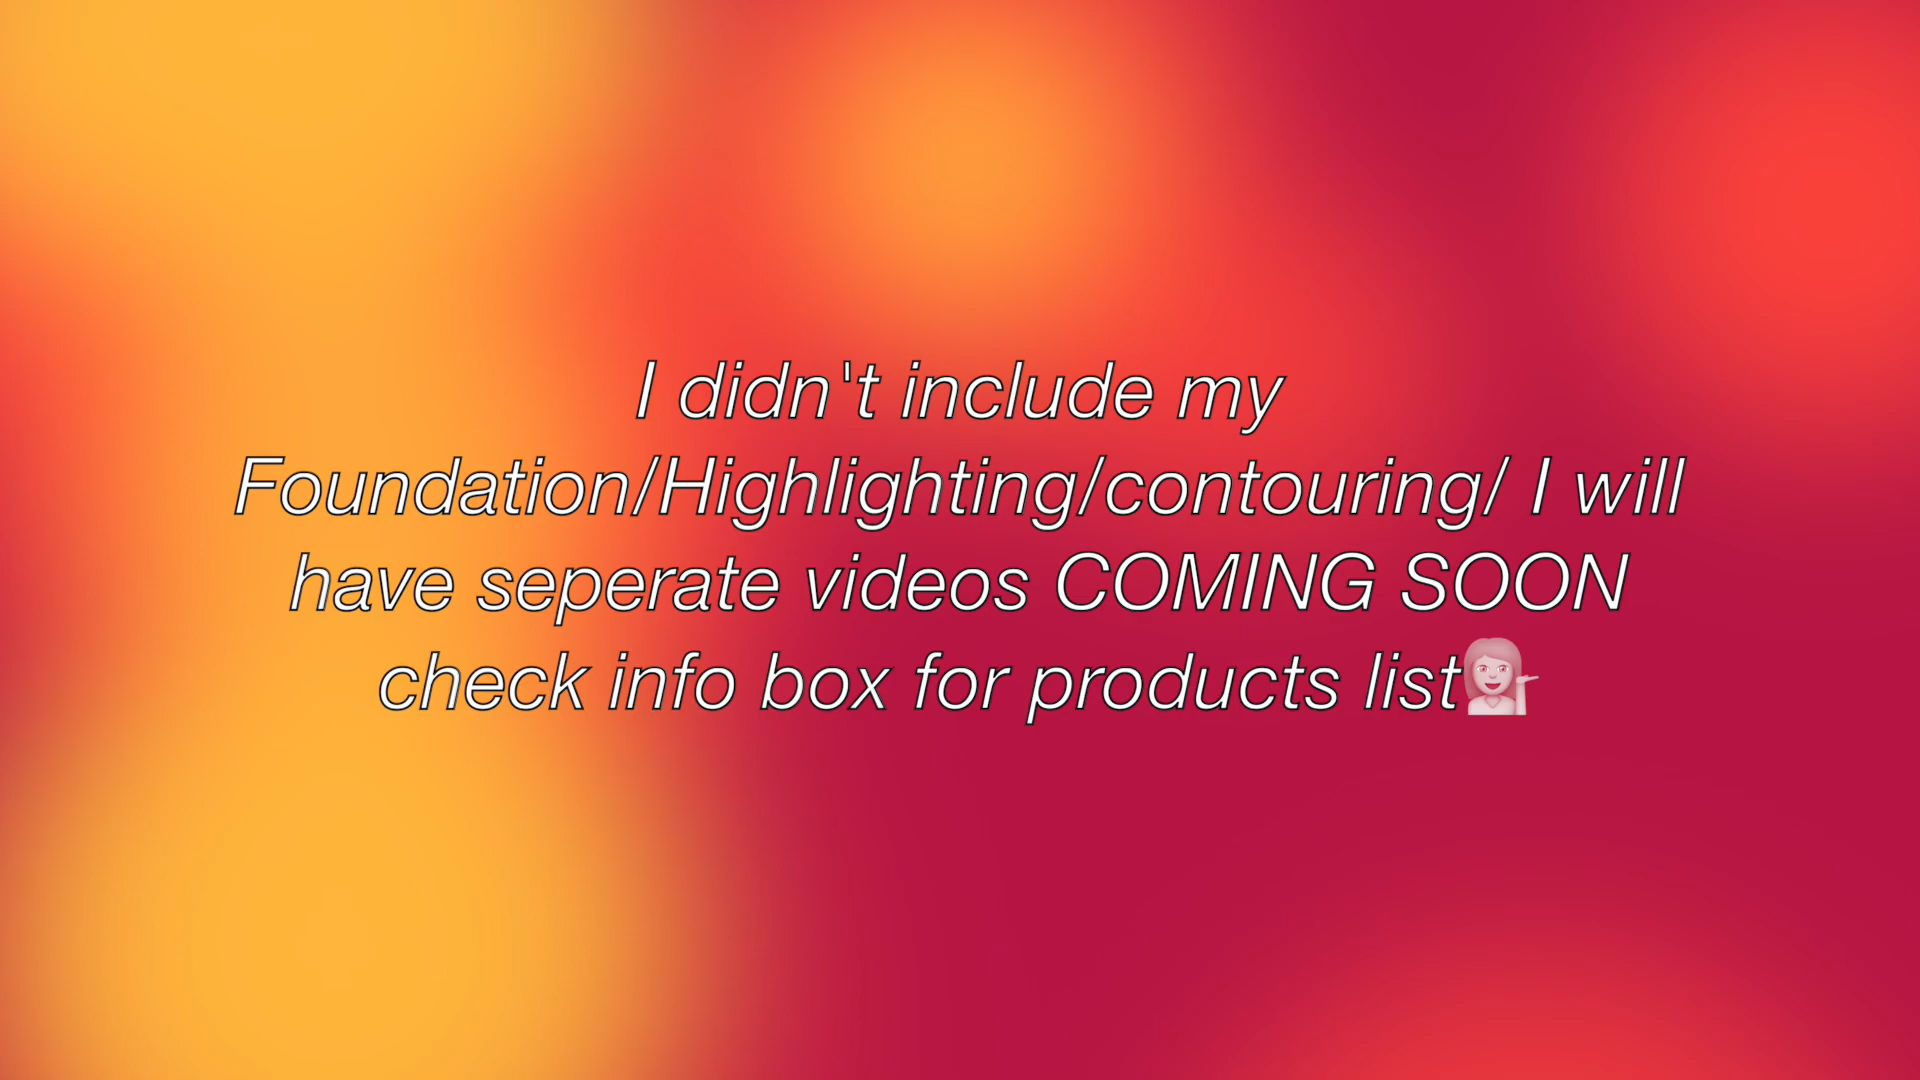 I didn't include my
Foundation/Highlighting/contouring/ I will
have seperate videos COMING SOON
check info box for products list💁